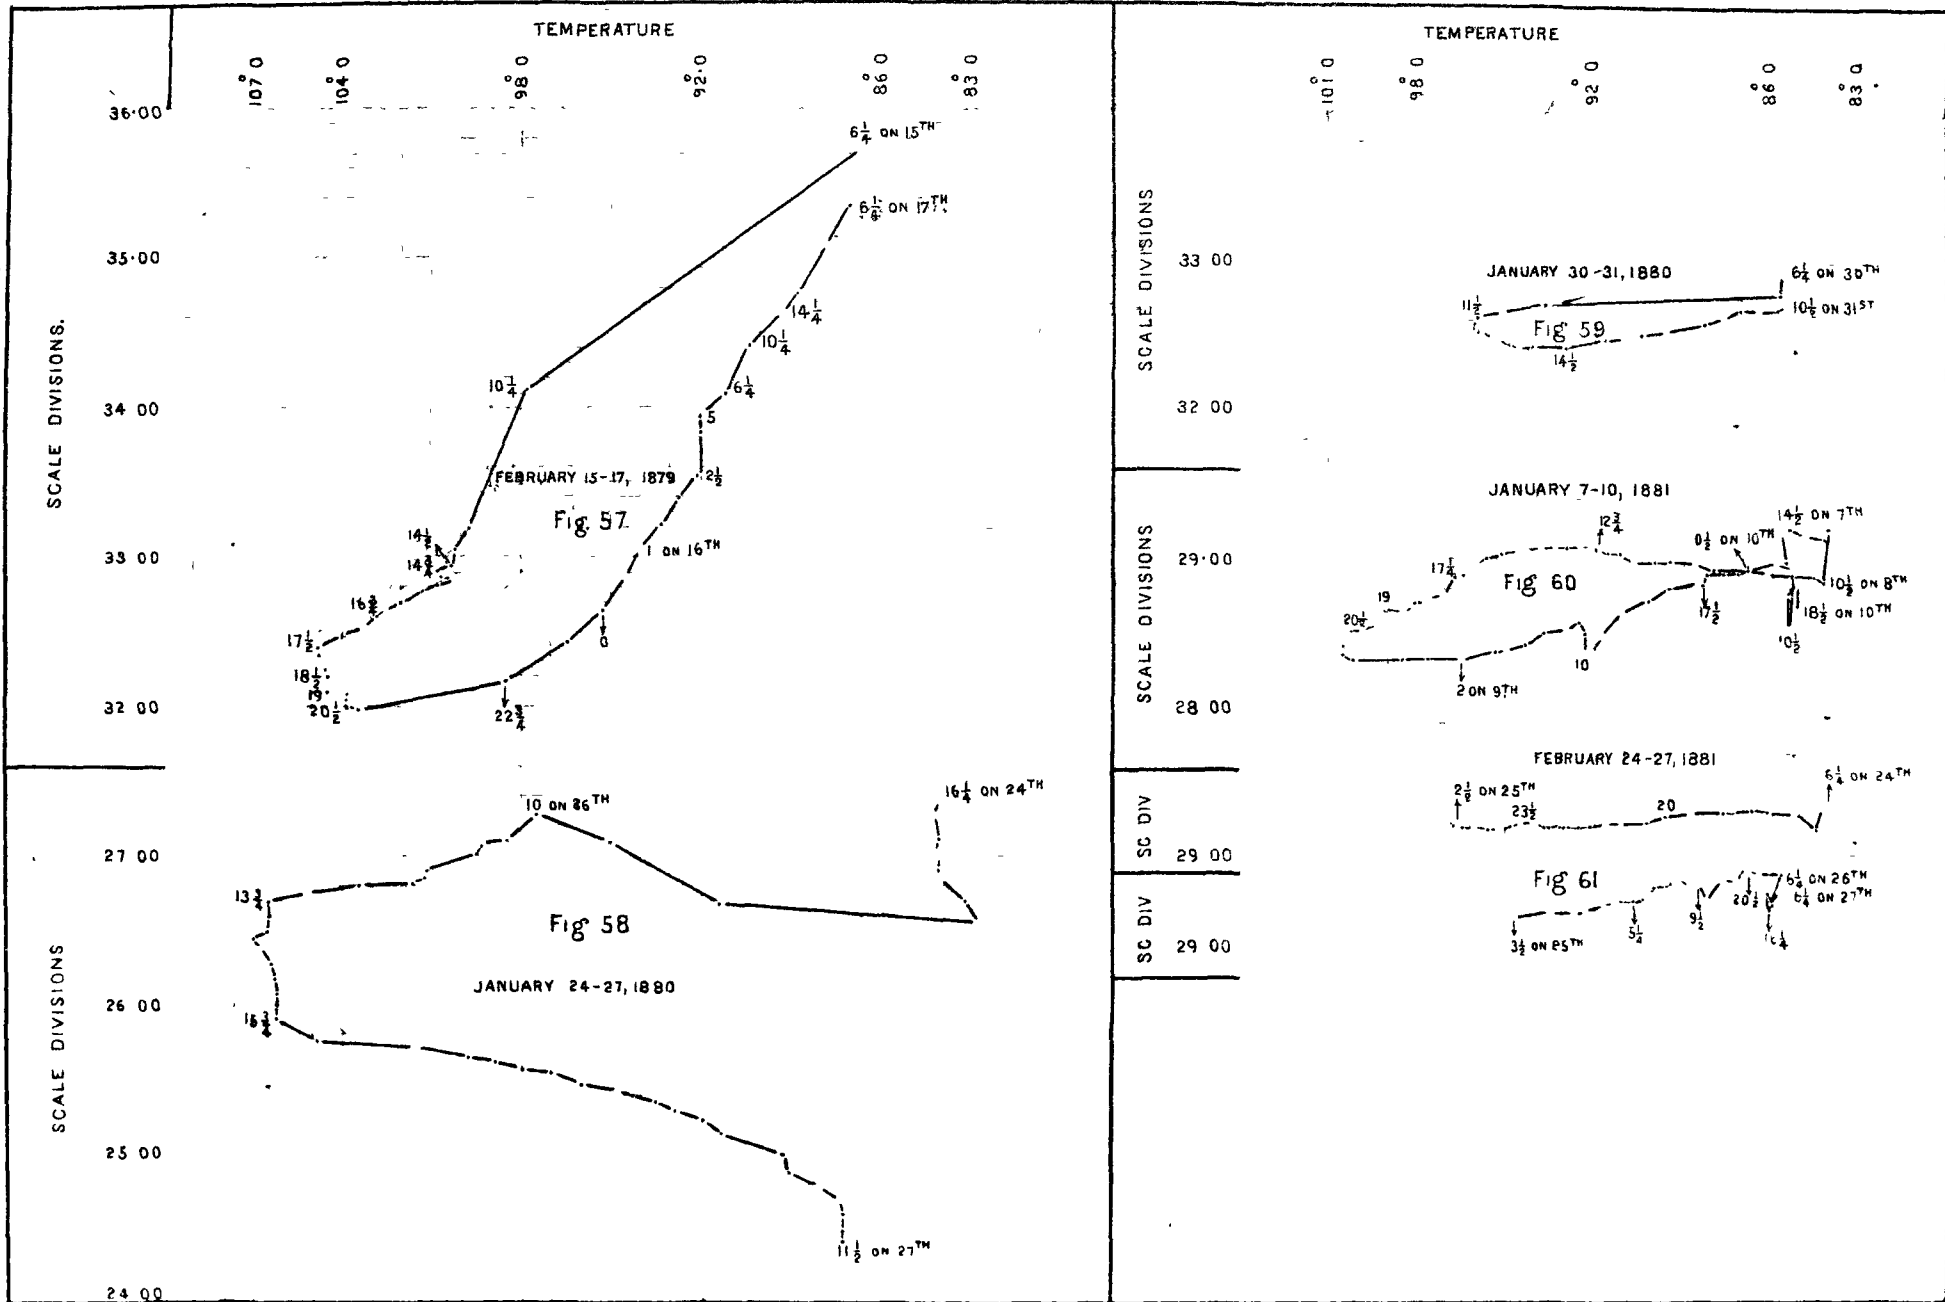 TEMPERATURE
107°0
104°0
98°0
92·0
86°0
83°0
SCALE DIVISIONS.
36·00
35·00
34 00
33 00
32 00
6¼ ON 15TH
6¼ ON 17TH
14¼
10¼
6¼
5
2½
10¼
FEBRUARY 15-17, 1879
Fig. 57
1 ON 16TH
14½
14¾
16¾
17½
18½
19
20½
0
22¾
SCALE DIVISIONS
27 00
26 00
25 00
24 00
16¼ ON 24TH
10 ON 26TH
13¾
Fig 58
JANUARY 24-27, 1880
15¾
11½ ON 27TH
TEMPERATURE
101°0
98°0
92°0
86°0
83°0
SCALE DIVISIONS
33 00
32 00
JANUARY 30-31, 1880
6¼ ON 30TH
11½
10½ ON 31ST
Fig 59
14½
SCALE DIVISIONS
29·00
28 00
JANUARY 7-10, 1881
12¾
14½ ON 7TH
0½ ON 10TH
17¼
Fig 60
10½ ON 8TH
19
17½
18½ ON 10TH
20½
10
10½
2 ON 9TH
SC DIV
29 00
FEBRUARY 24-27, 1881
6¼ ON 24TH
2½ ON 25TH
23½
20
SC DIV
29 00
Fig 61
6¼ ON 26TH
6¼ ON 27TH
20½
9½
5¼
3½ ON 25TH